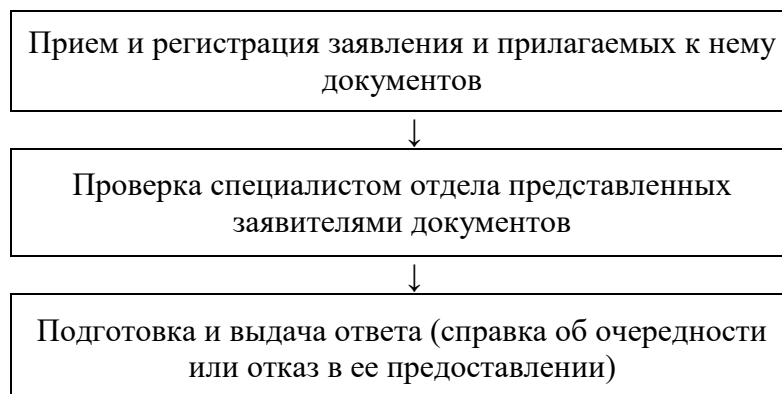 Прием и регистрация заявления и прилагаемых к нему
документов
↓
Проверка специалистом отдела представленных
заявителями документов
↓
Подготовка и выдача ответа (справка об очередности
или отказ в ее предоставлении)